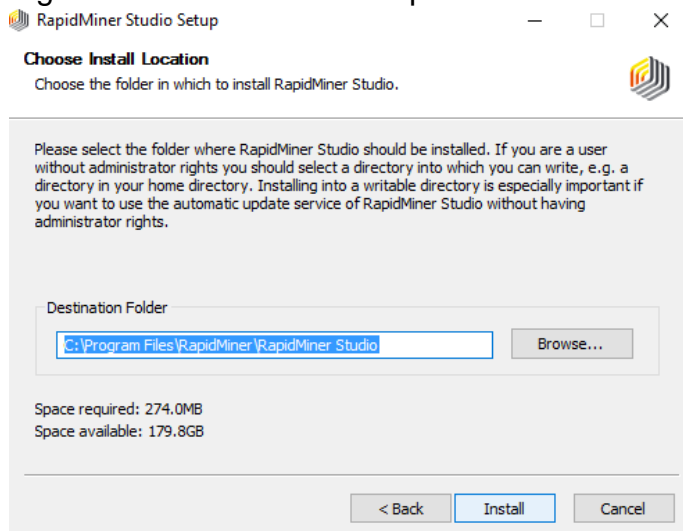 RapidMiner Studio Setup
Choose Install Location
Choose the folder in which to install RapidMiner Studio.
Please select the folder where RapidMiner Studio should be installed. If you are a user
without administrator rights you should select a directory into which you can write, e.g. a
directory in your home directory. Installing into a writable directory is especially important if
you want to use the automatic update service of RapidMiner Studio without having
administrator rights.
Destination Folder
C:\Program Files\RapidMiner\RapidMiner Studio
Browse...
Space required: 274.0MB
Space available: 179.8GB
< Back Install Cancel